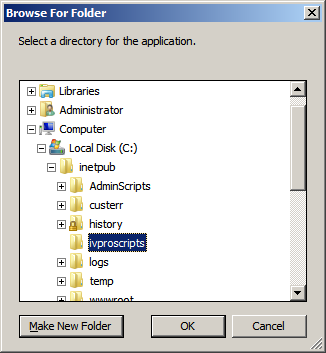 Browse For Folder
Select a directory for the application.
Libraries
Administrator
Computer
Local Disk (C:)
inetpub
AdminScripts
custerr
history
ivproscripts
logs
temp
wwwroot
Make New Folder
OK
Cancel